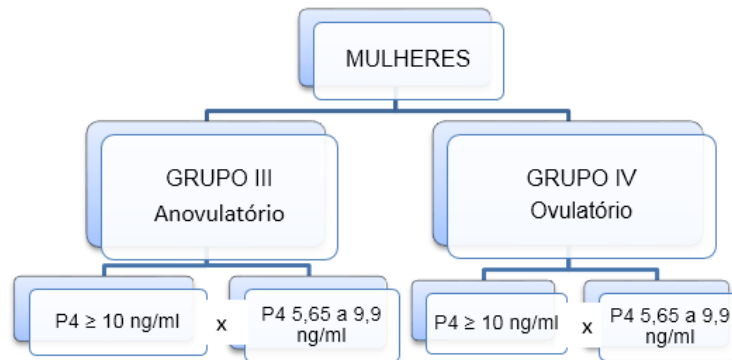 MULHERES
GRUPO III
Anovulatório
GRUPO IV
Ovulatório
P4 ≥ 10 ng/ml
x
P4 5,65 a 9,9
ng/ml
P4 ≥ 10 ng/ml
x
P4 5,65 a 9,9
ng/ml